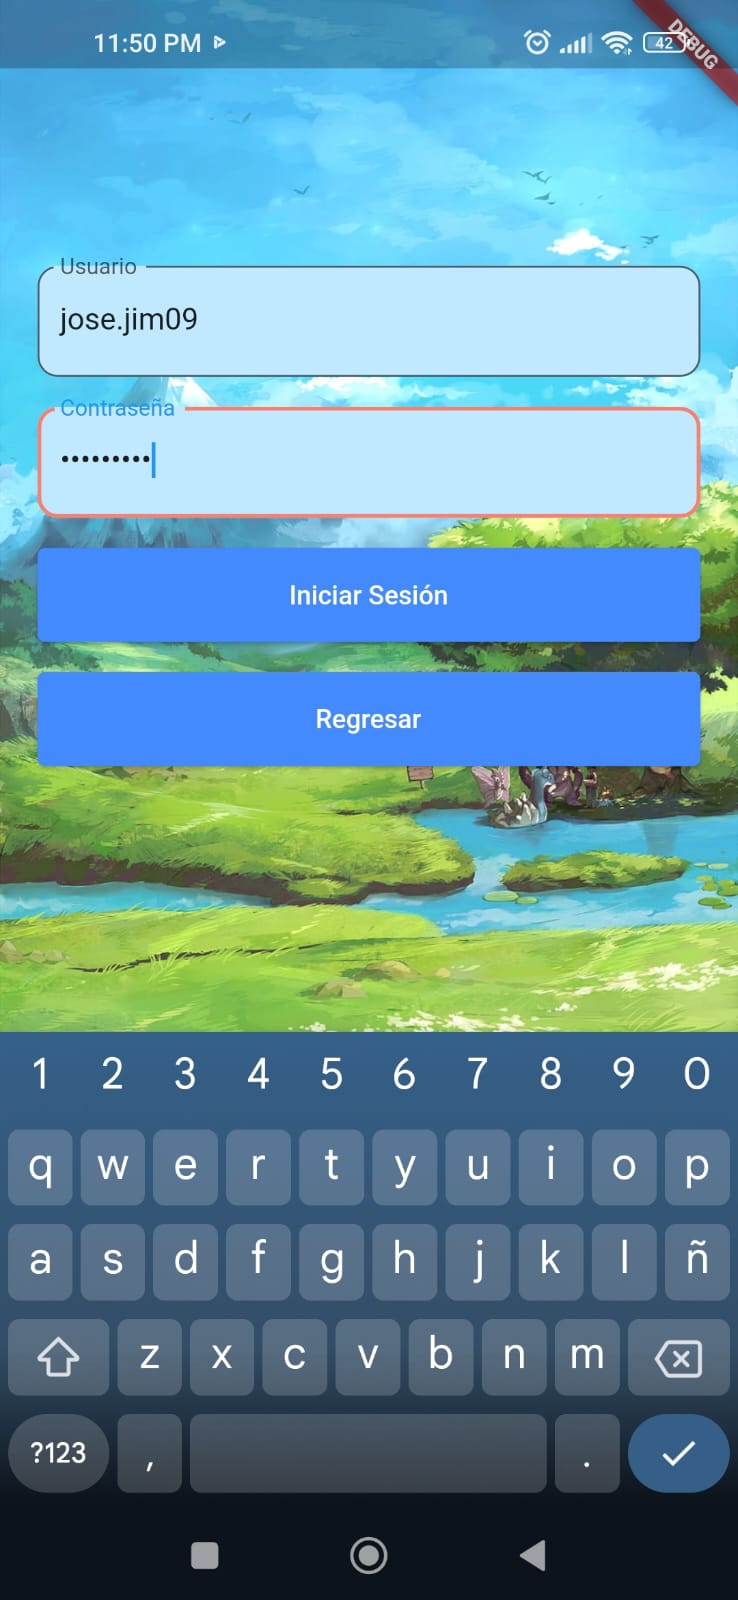 11:50 PM
42
DEBUG
Usuario
jose.jim09
Contraseña
•••••••••
Iniciar Sesión
Regresar
1 2 3 4 5 6 7 8 9 0
q w e r t y u i o p
a s d f g h j k l ñ
z x c v b n m
?123 , .